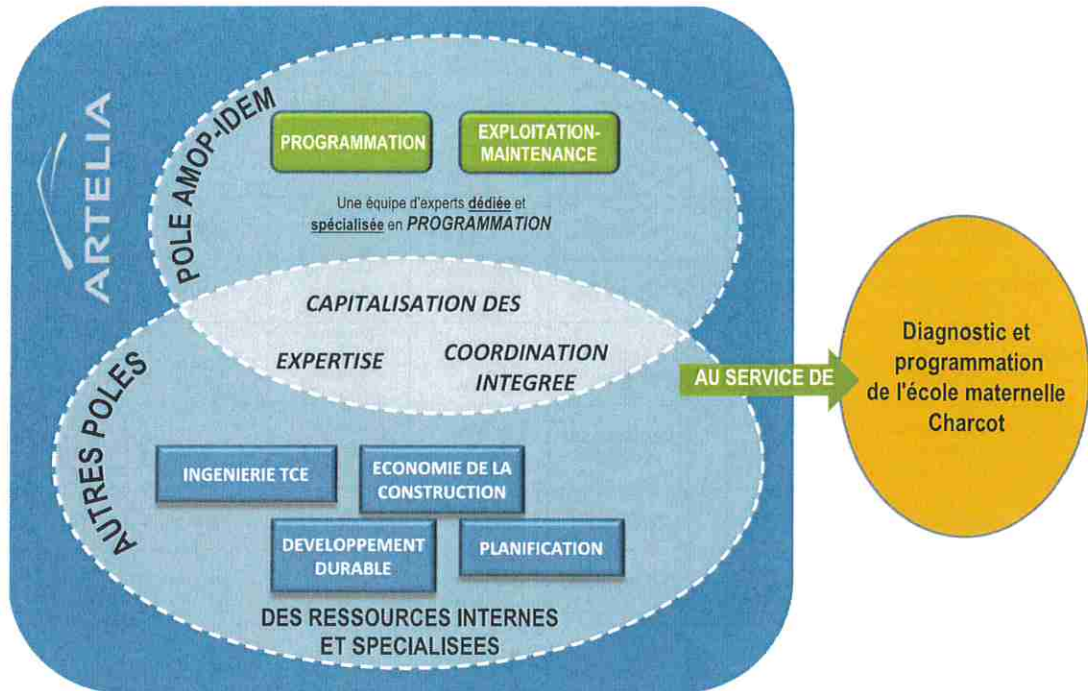 ARTELIA
POLE AMOP-IDEM
PROGRAMMATION
EXPLOITATION-
MAINTENANCE
Une équipe d'experts dédiée et
spécialisée en PROGRAMMATION
CAPITALISATION DES
EXPERTISE
COORDINATION
INTEGREE
AU SERVICE DE
Diagnostic et
programmation
de l'école maternelle
Charcot
AUTRES POLES
INGENIERIE TCE
ECONOMIE DE LA
CONSTRUCTION
DEVELOPPEMENT
DURABLE
PLANIFICATION
DES RESSOURCES INTERNES
ET SPECIALISEES